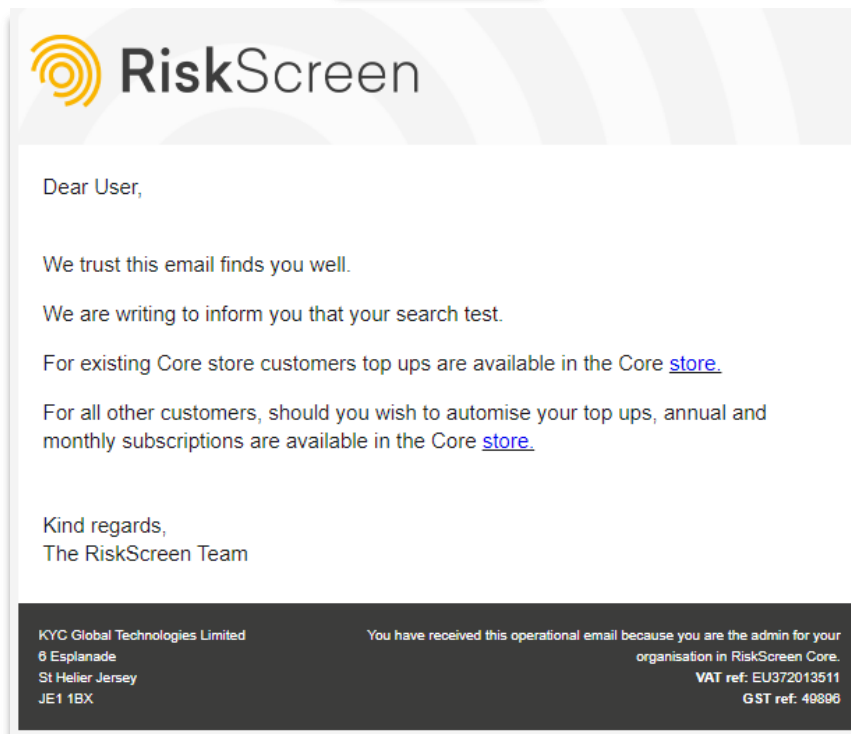 RiskScreen
Dear User,
We trust this email finds you well.
We are writing to inform you that your search test.
For existing Core store customers top ups are available in the Core store.
For all other customers, should you wish to automise your top ups, annual and
monthly subscriptions are available in the Core store.
Kind regards,
The RiskScreen Team
KYC Global Technologies Limited
6 Esplanade
St Helier Jersey
JE1 1BX
You have received this operational email because you are the admin for your
organisation in RiskScreen Core.
VAT ref: EU372013511
GST ref: 49896